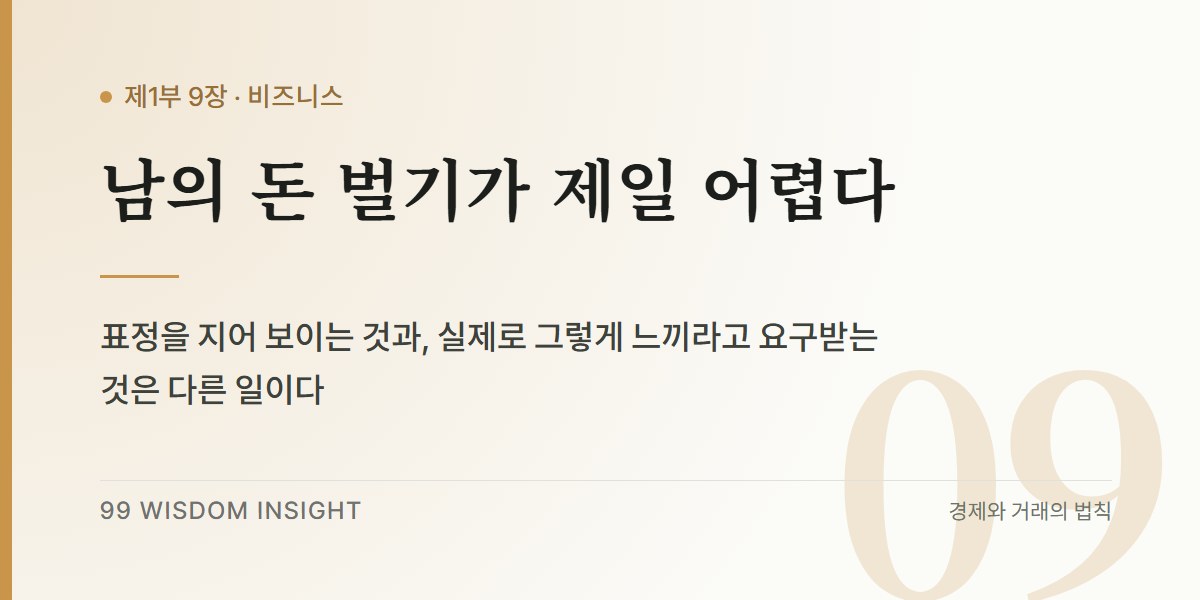 제1부 9장 · 비즈니스
남의 돈 벌기가 제일 어렵다
표정을 지어 보이는 것과, 실제로 그렇게 느끼라고 요구받는
것은 다른 일이다
09
99 WISDOM INSIGHT
경제와 거래의 법칙